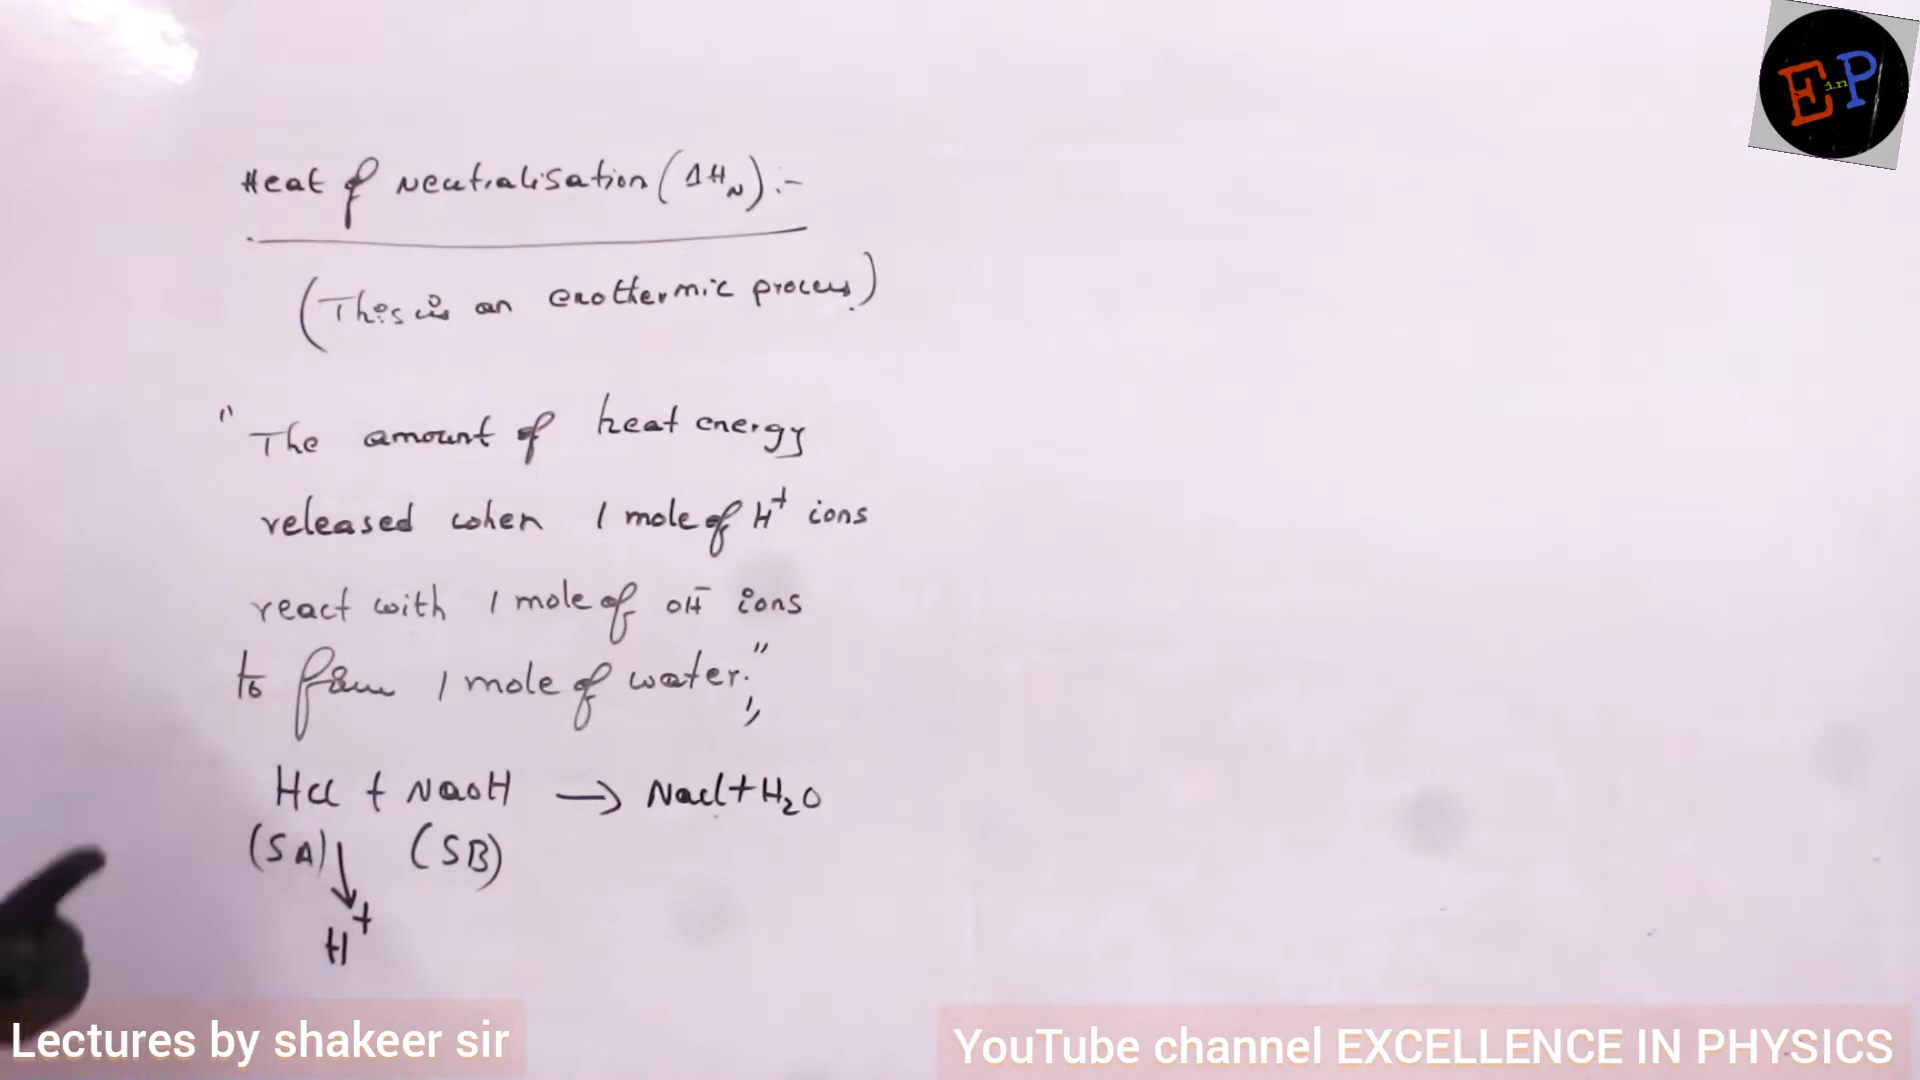 Heat of Neutralisation (ΔH_N) :-
(This is an exothermic process.)
"The amount of heat energy
released when 1 mole of H⁺ ions
react with 1 mole of OH⁻ ions
to form 1 mole of water."
HCl + NaOH → NaCl + H₂O
(SA) (SB)
H⁺
E in P
Lectures by shakeer sir
YouTube channel EXCELLENCE IN PHYSICS